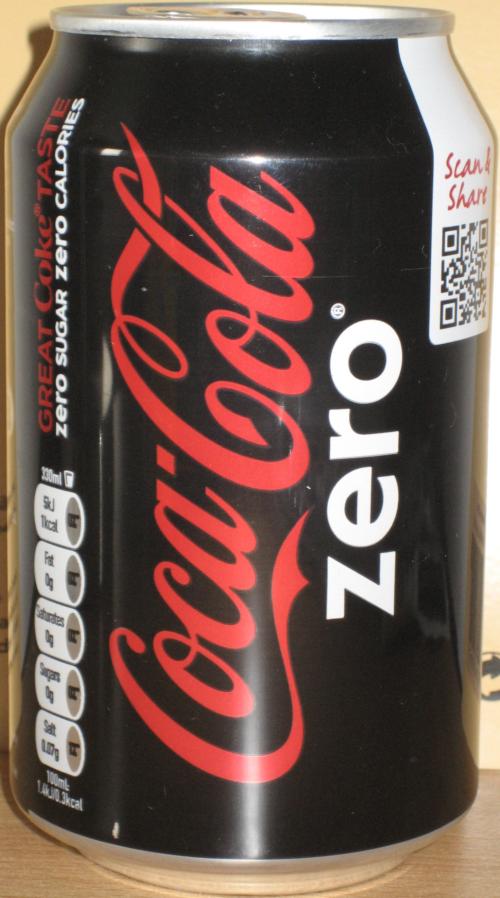 GREAT Coke® TASTE
zero SUGAR zero CALORIES
Coca-Cola
zero®
Scan &
Share
330ml
5kJ
1kcal
Fat
0g
Saturates
0g
Sugars
0g
Salt
0.07g
100ml:
1.4kJ/0.3kcal